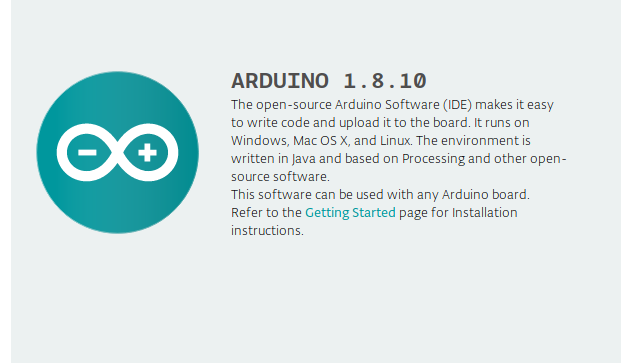 ARDUINO 1.8.10
The open-source Arduino Software (IDE) makes it easy
to write code and upload it to the board. It runs on
Windows, Mac OS X, and Linux. The environment is
written in Java and based on Processing and other open-
source software.
This software can be used with any Arduino board.
Refer to the Getting Started page for Installation
instructions.